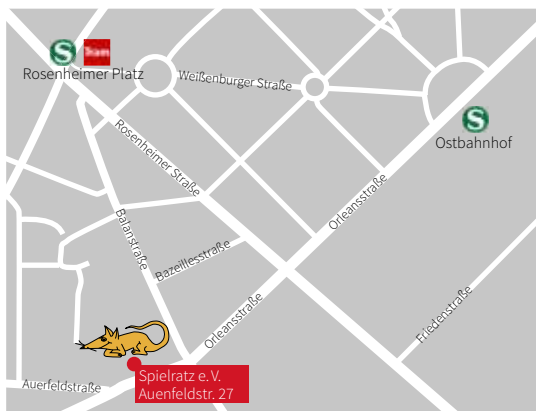 S
Tram
Rosenheimer Platz
Weißenburger Straße
S
Ostbahnhof
Rosenheimer Straße
Orleansstraße
Balanstraße
Bazeillesstraße
Orleansstraße
Friedenstraße
Auerfeldstraße
Spielratz e.V.
Auenfeldstr. 27